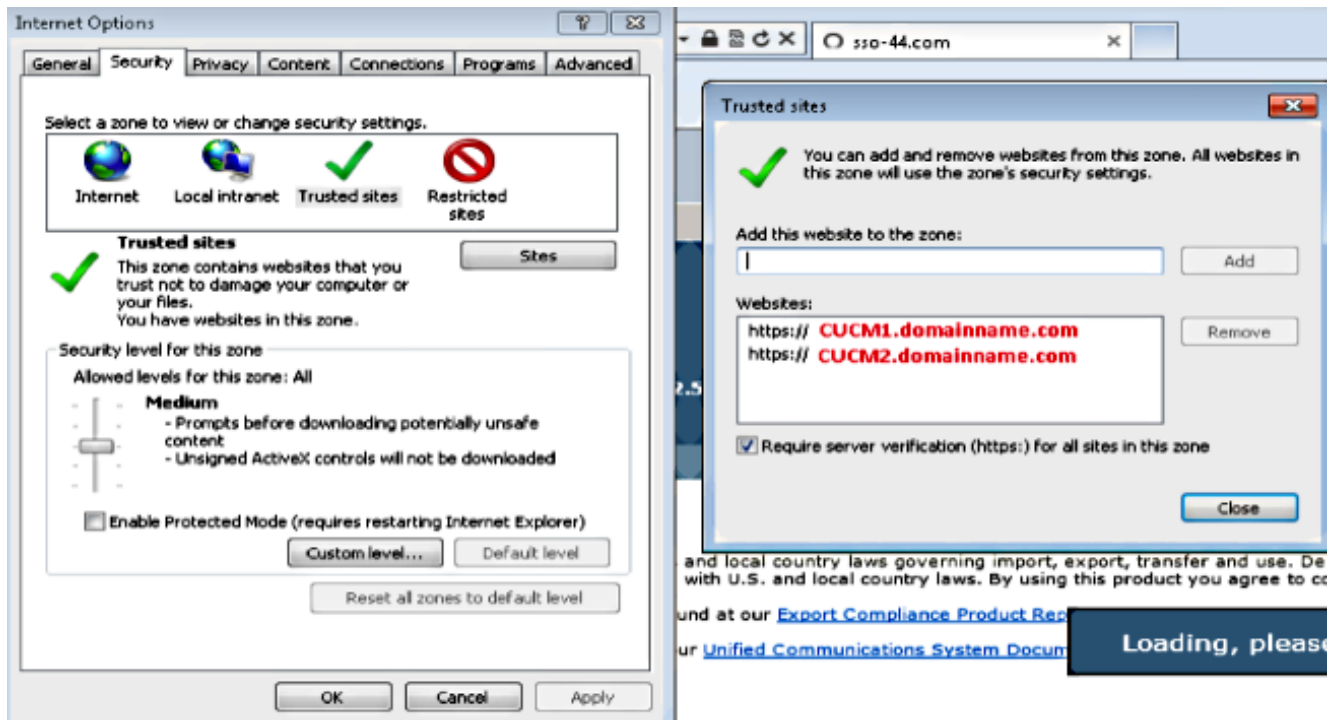 Internet Options
General Security Privacy Content Connections Programs Advanced
Select a zone to view or change security settings.
Internet
Local intranet
Trusted sites
Restricted
sites
Trusted sites
Sites
This zone contains websites that you
trust not to damage your computer or
your files.
You have websites in this zone.
Security level for this zone
Allowed levels for this zone: All
Medium
- Prompts before downloading potentially unsafe
content
- Unsigned ActiveX controls will not be downloaded
Enable Protected Mode (requires restarting Internet Explorer)
Custom level...
Default level
Reset all zones to default level
OK
Cancel
Apply
sso-44.com
Trusted sites
You can add and remove websites from this zone. All websites in
this zone will use the zone's security settings.
Add this website to the zone:
Add
Websites:
https:// CUCM1.domainname.com
https:// CUCM2.domainname.com
Remove
Require server verification (https:) for all sites in this zone
Close
and local country laws governing import, export, transfer and use. De
with U.S. and local country laws. By using this product you agree to co
und at our Export Compliance Product Rep
ur Unified Communications System Docum
Loading, please